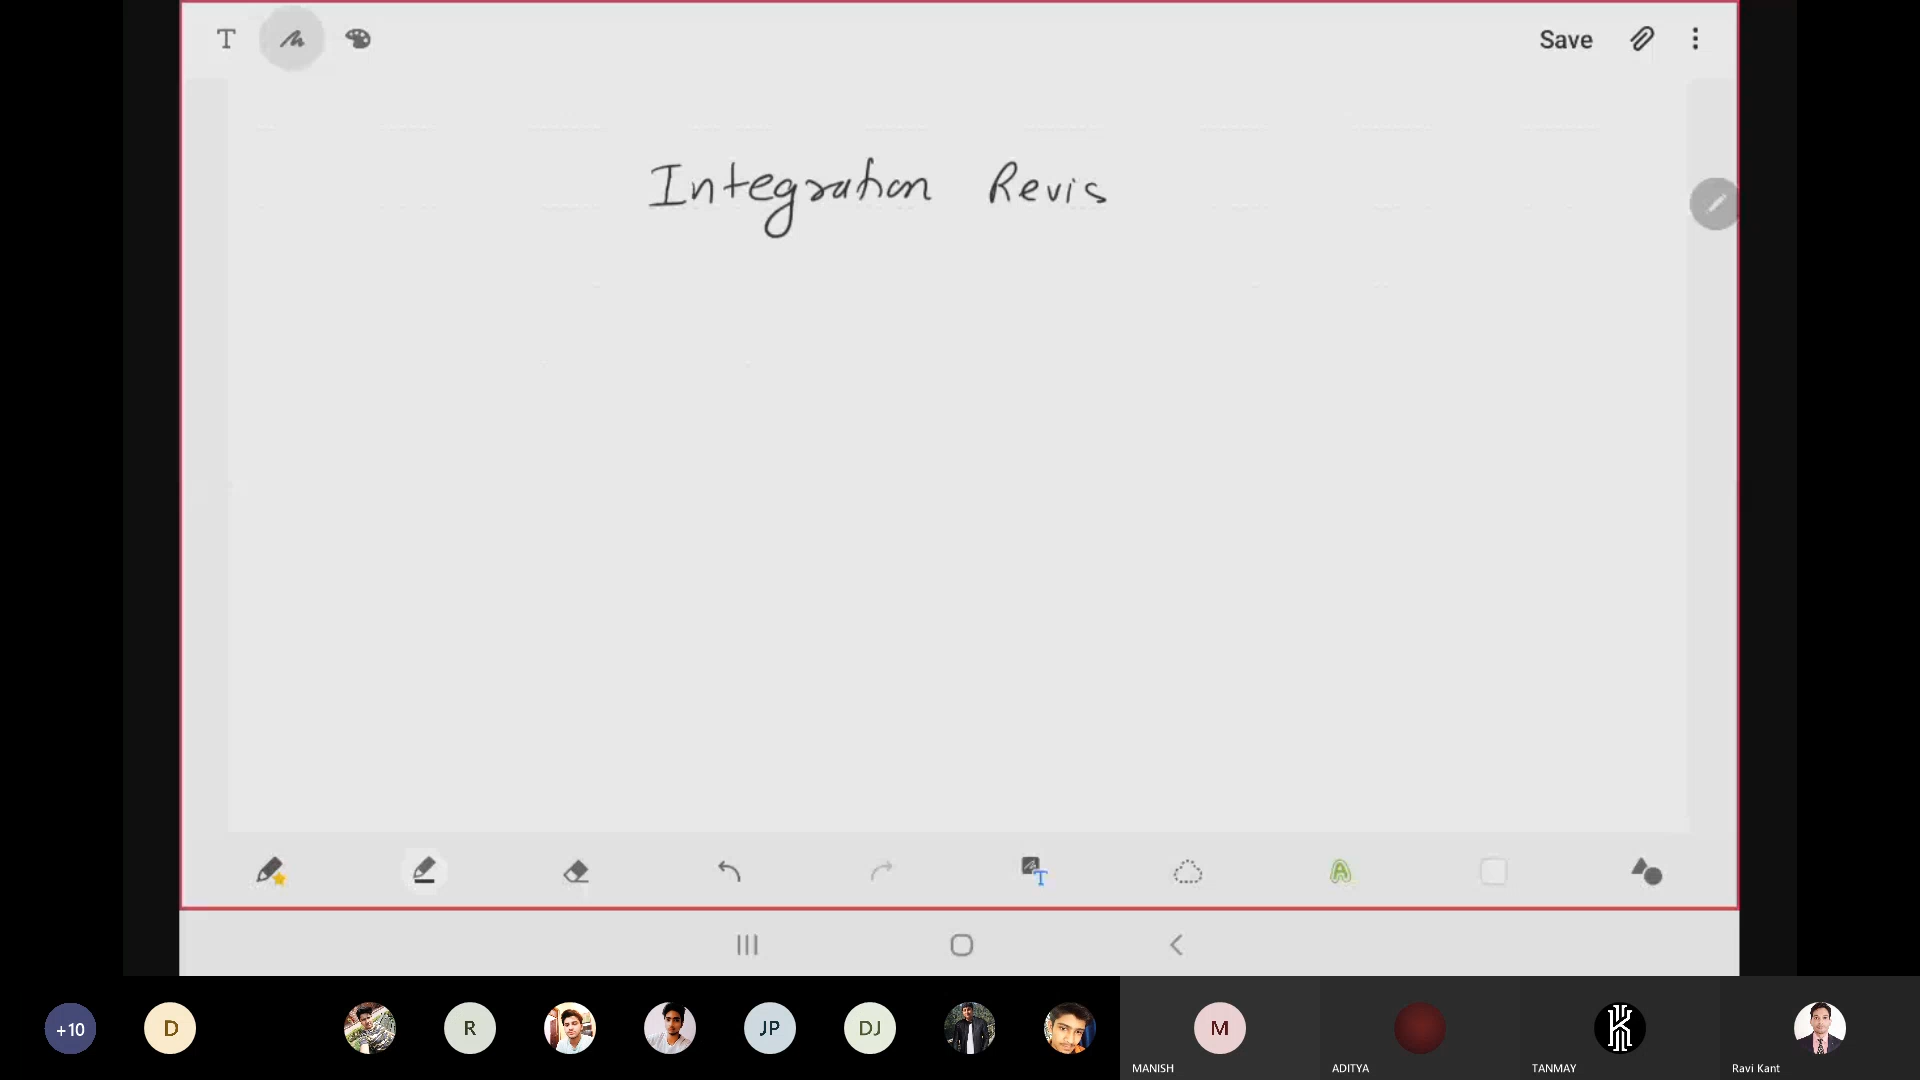 T Save
Integration Revis
T
A
+10 D R JP DJ M
MANISH ADITYA TANMAY Ravi Kant